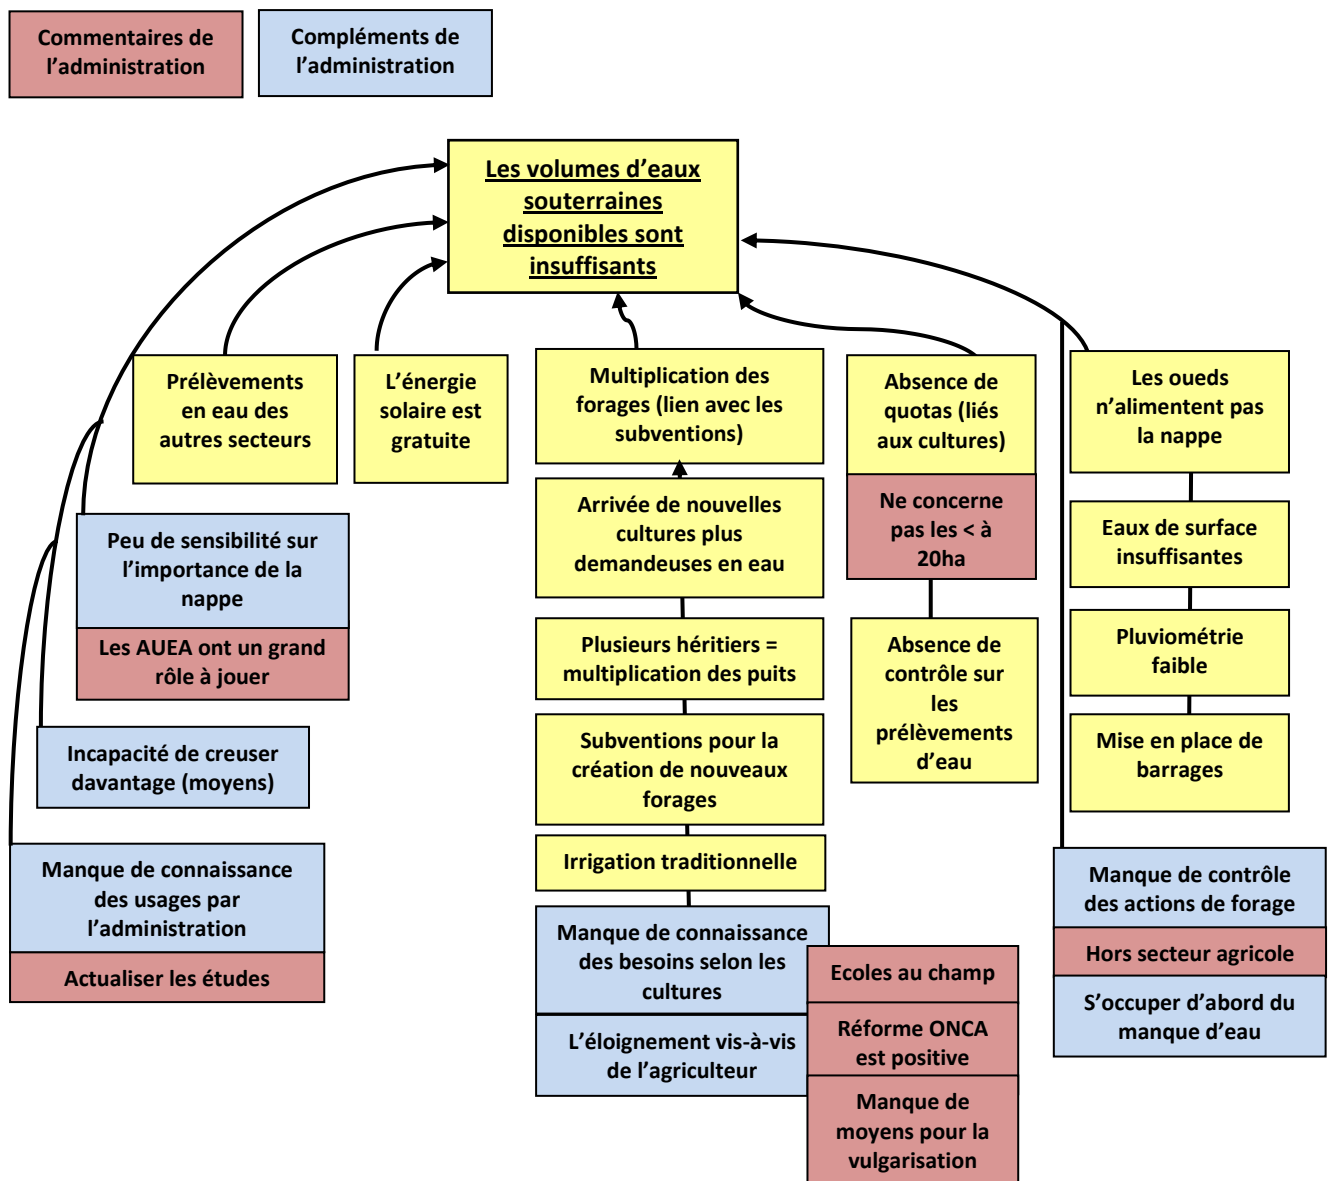 Commentaires de
l'administration
Compléments de
l'administration
Les volumes d'eaux
souterraines
disponibles sont
insuffisants
Prélèvements
en eau des
autres secteurs
L'énergie
solaire est
gratuite
Multiplication des
forages (lien avec les
subventions)
Absence de
quotas (liés
aux cultures)
Les oueds
n'alimentent pas
la nappe
Ne concerne
pas les < à
20ha
Arrivée de nouvelles
cultures plus
demandeuses en eau
Eaux de surface
insuffisantes
Peu de sensibilité sur
l'importance de la
nappe
Les AUEA ont un grand
rôle à jouer
Plusieurs héritiers =
multiplication des puits
Absence de
contrôle sur
les
prélèvements
d'eau
Pluviométrie
faible
Incapacité de creuser
davantage (moyens)
Subventions pour la
création de nouveaux
forages
Mise en place de
barrages
Irrigation traditionnelle
Manque de connaissance
des usages par
l'administration
Actualiser les études
Manque de connaissance
des besoins selon les
cultures
L'éloignement vis-à-vis
de l'agriculteur
Ecoles au champ
Réforme ONCA
est positive
Manque de
moyens pour la
vulgarisation
Manque de contrôle
des actions de forage
Hors secteur agricole
S'occuper d'abord du
manque d'eau